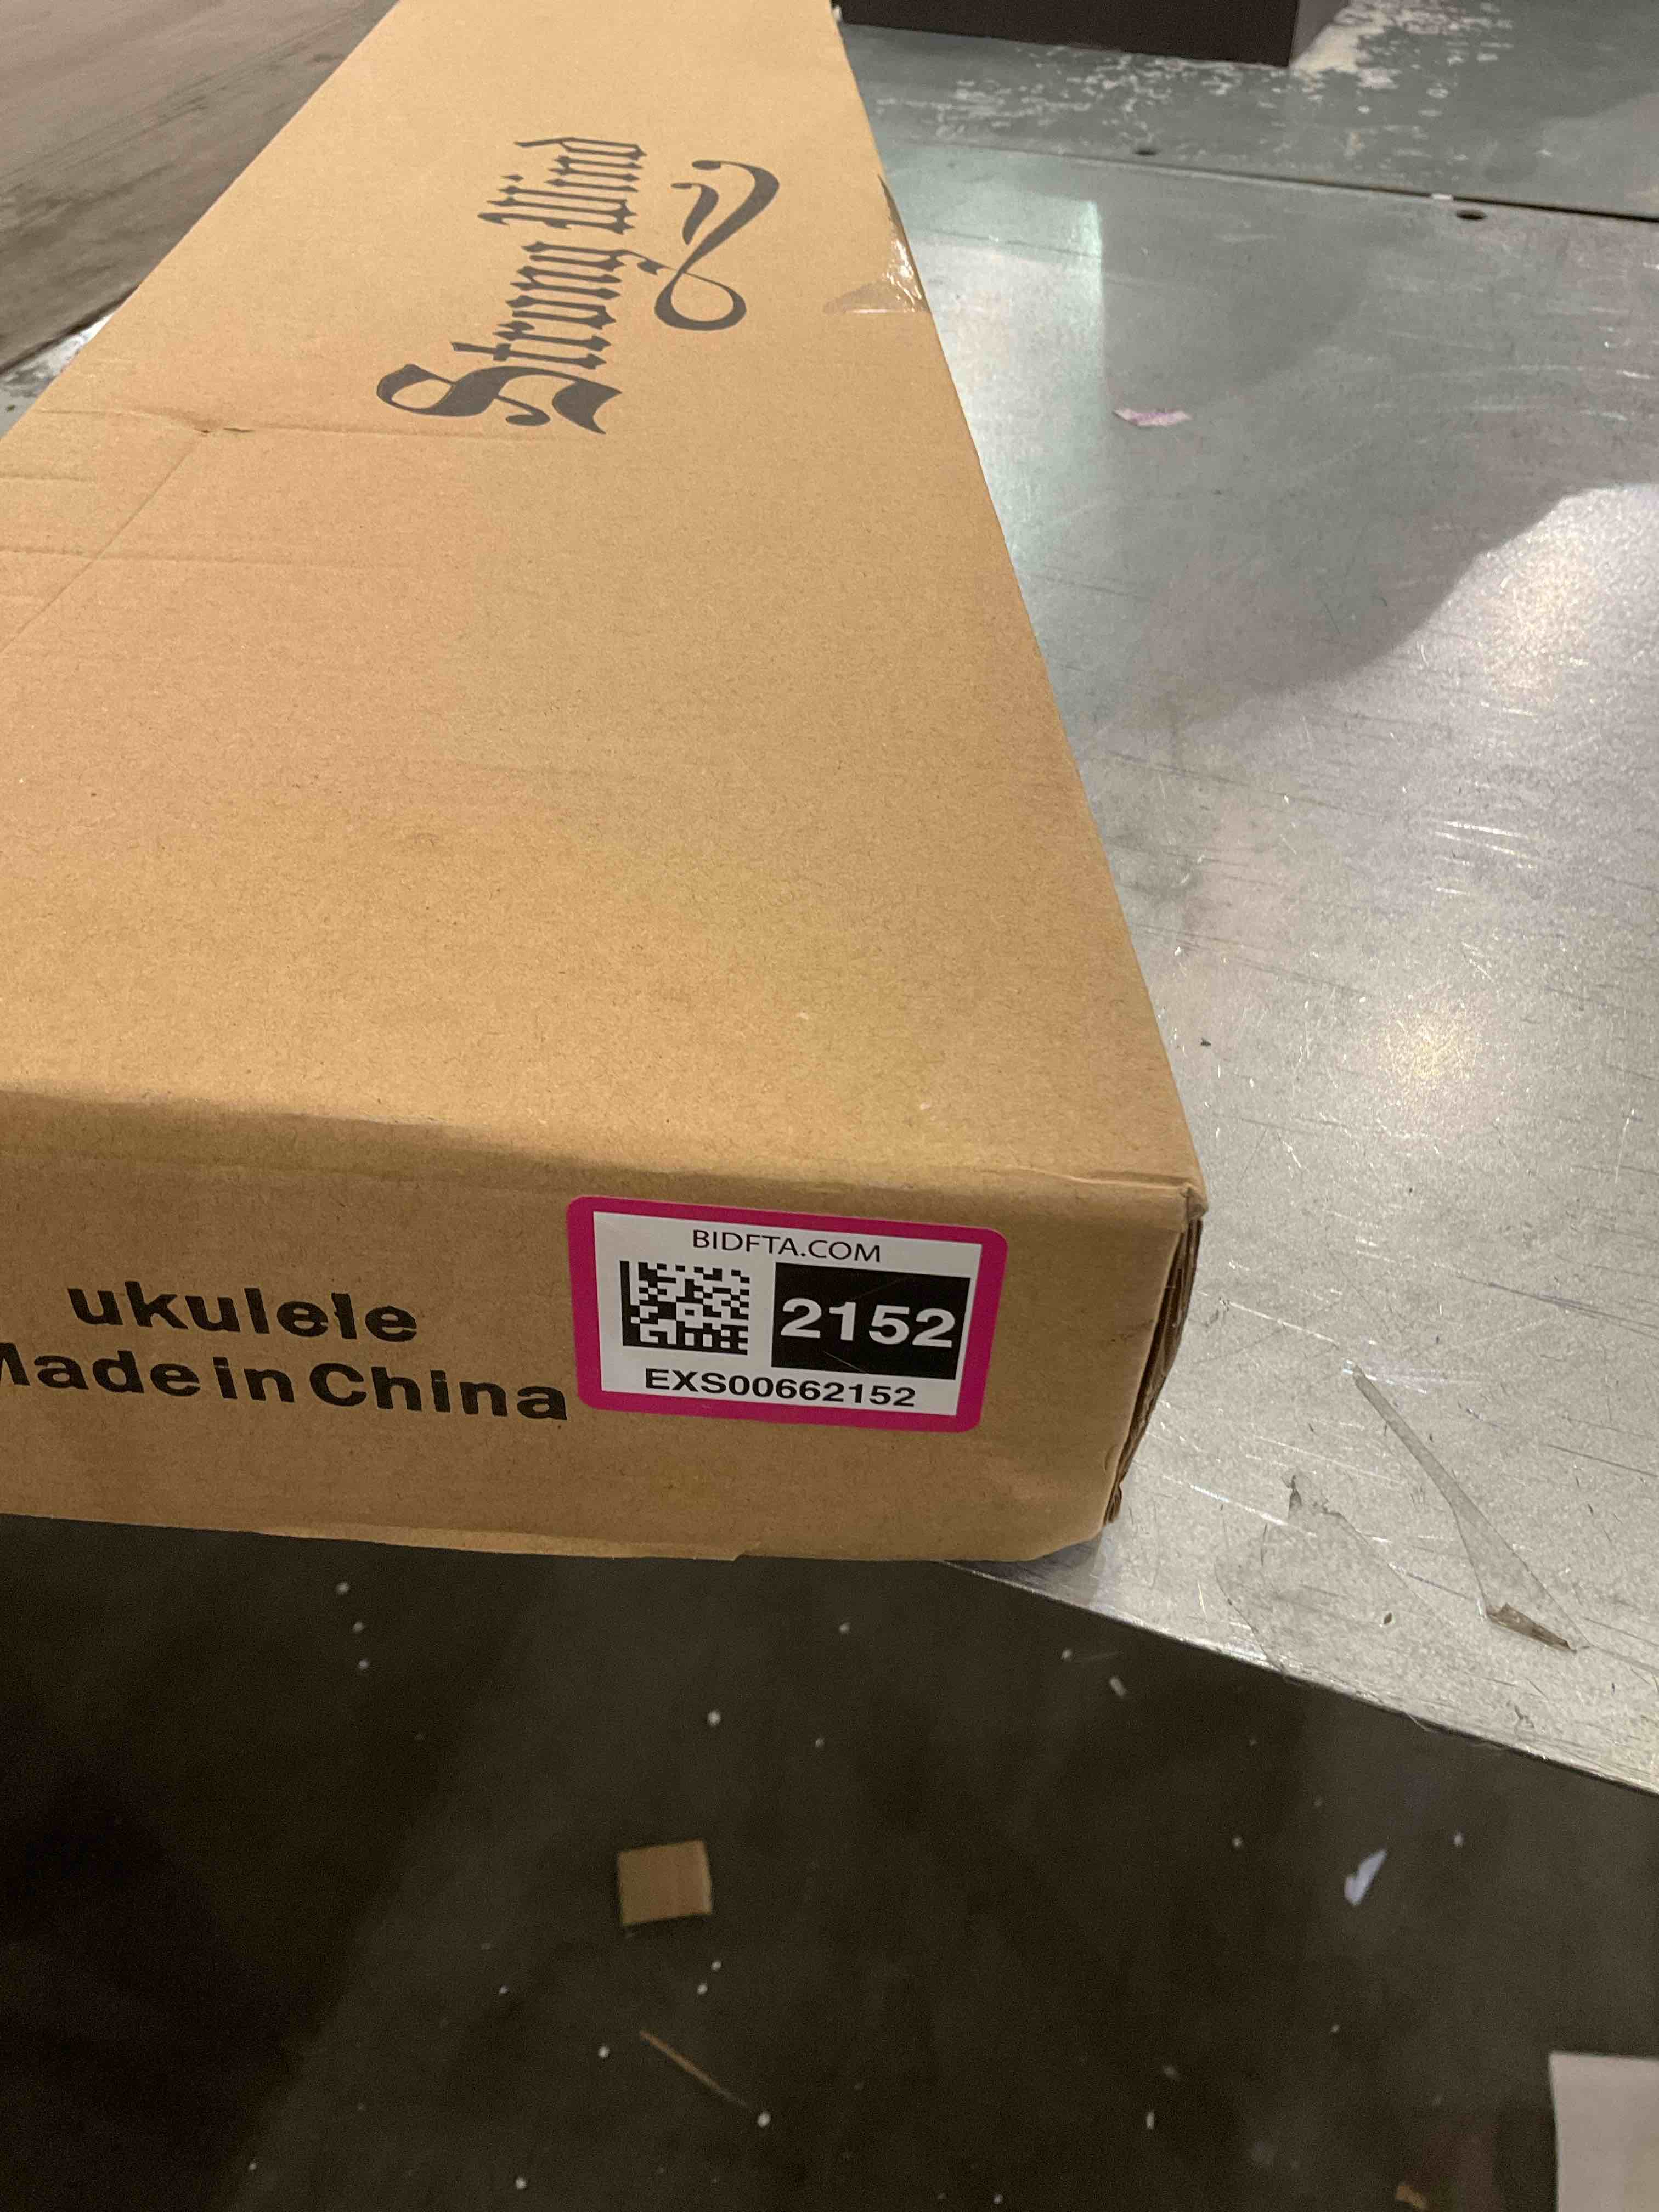 Strong Wind
ukulele
Made in China
BIDFTA.COM
2152
EXS00662152